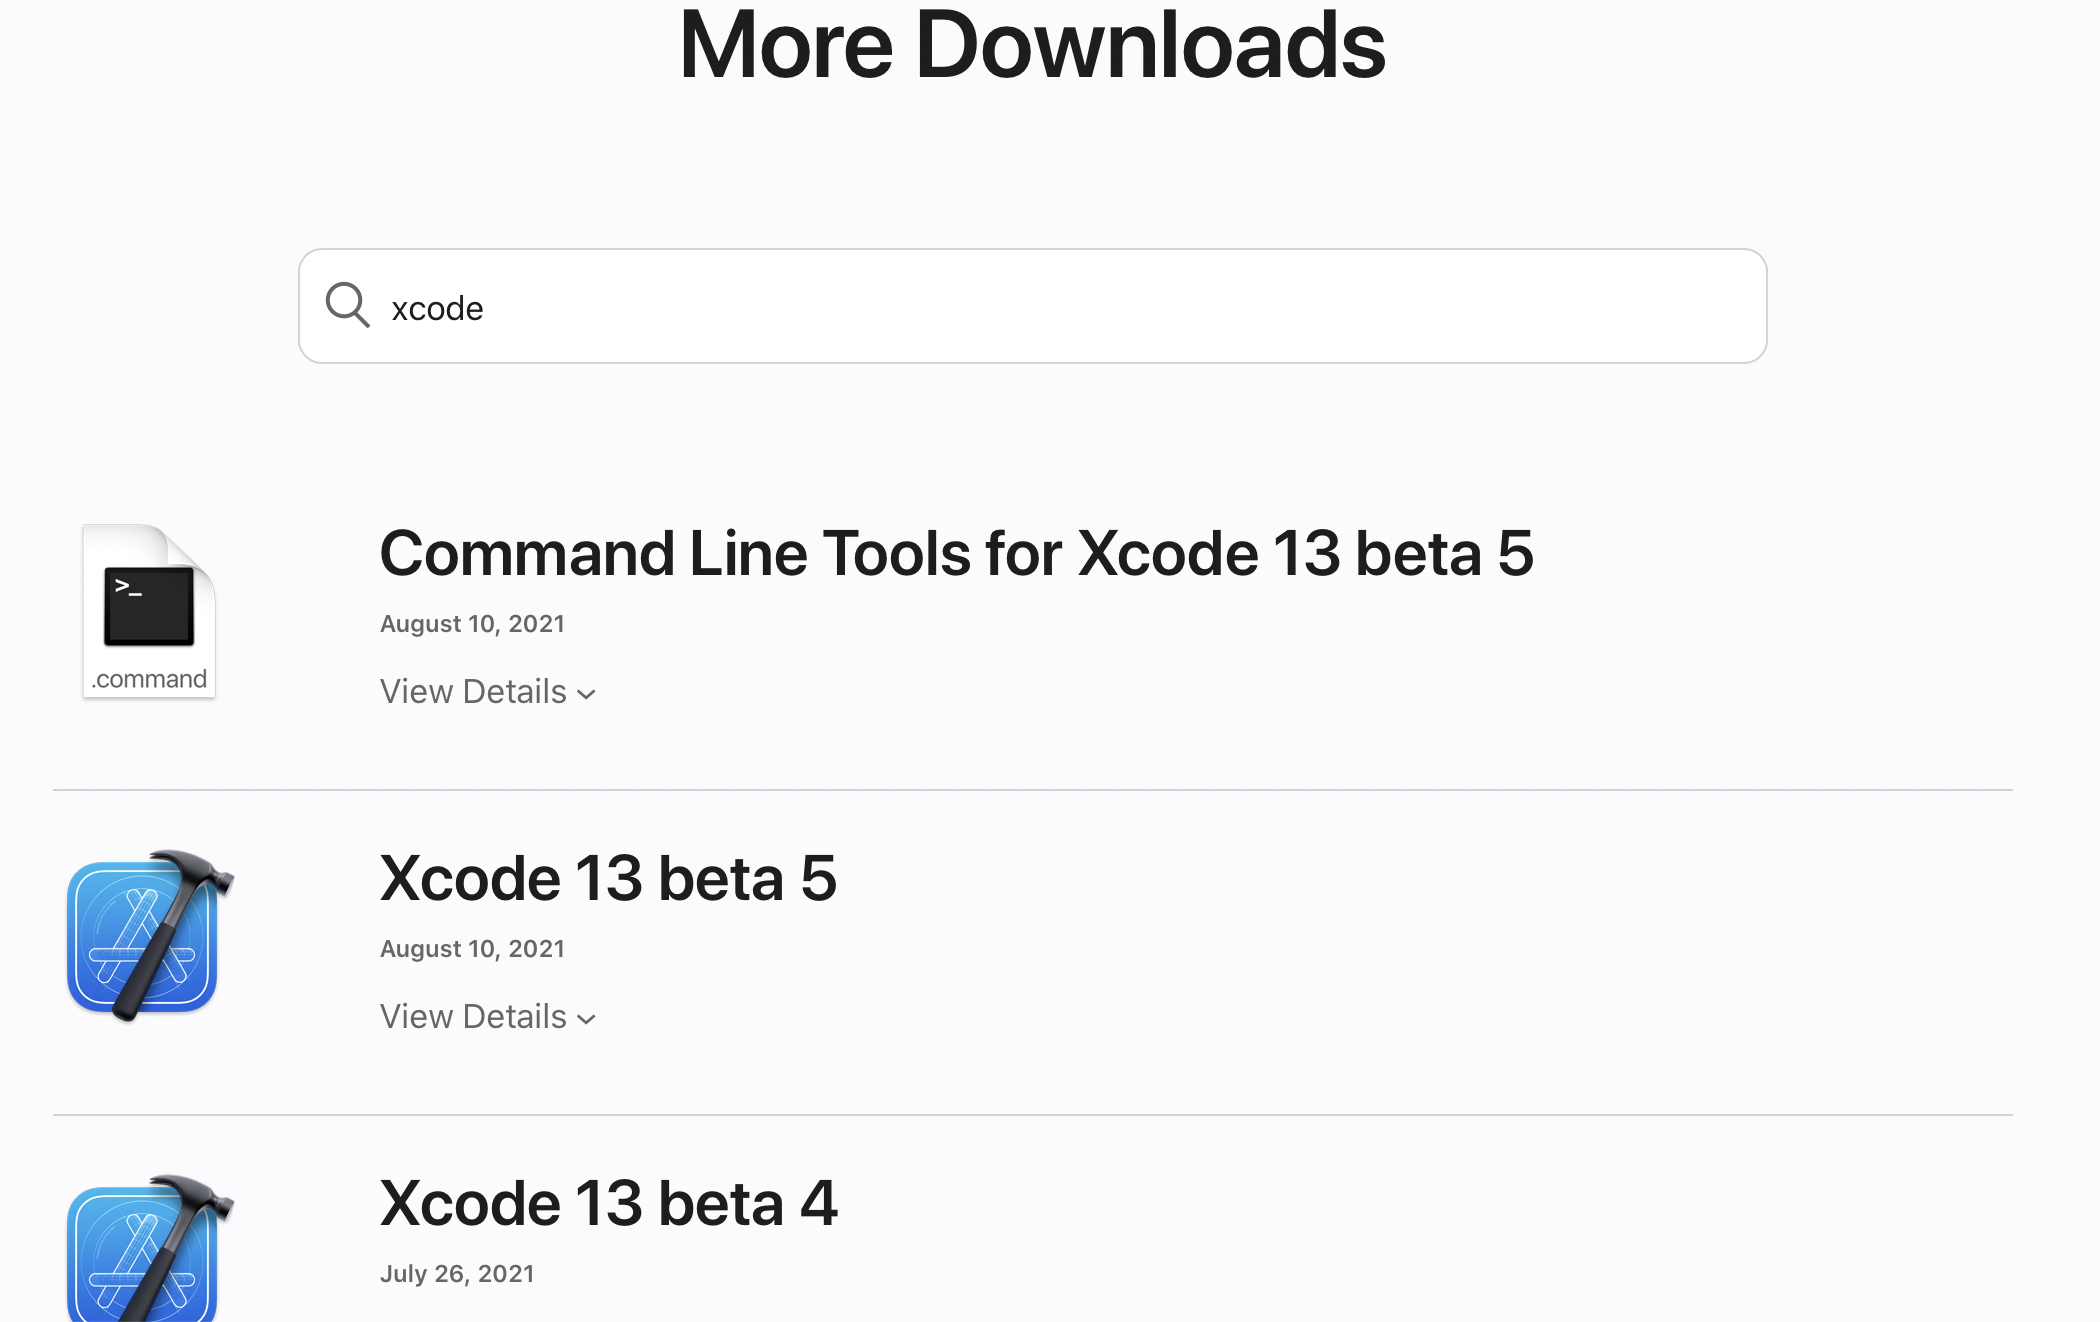 More Downloads
xcode
>_
.command
Command Line Tools for Xcode 13 beta 5
August 10, 2021
View Details
Xcode 13 beta 5
August 10, 2021
View Details
Xcode 13 beta 4
July 26, 2021